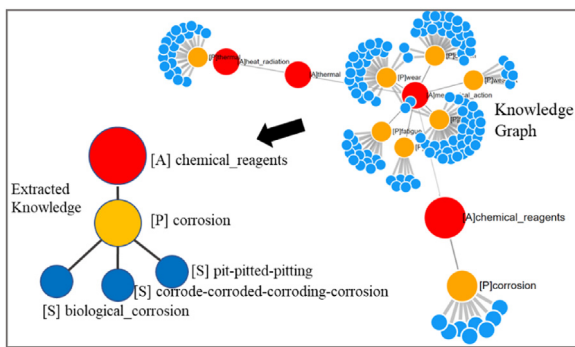 [P]thermal
A]heat_radiation
A]thermal
[P]wear
[P]fatigue
Knowledge
Graph
[A] chemical_reagents
Extracted
Knowledge
[P] corrosion
A]chemical_reagents
[S] pit-pitted-pitting
[S] corrode-corroded-corroding-corrosion
[S] biological_corrosion
[P]corrosion